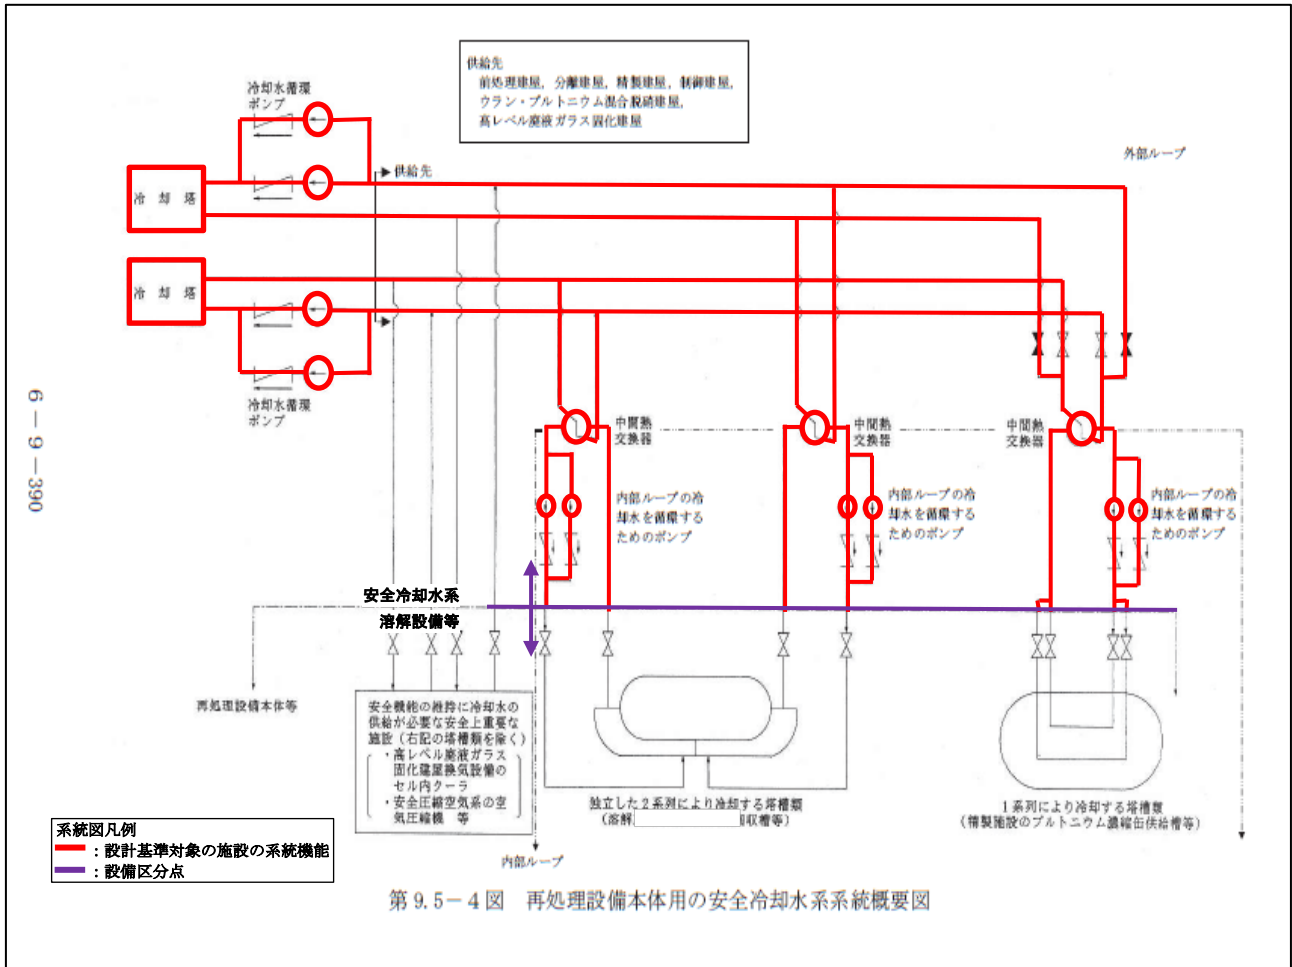 供給先
前処理建屋，分離建屋，精製建屋，制御建屋，
ウラン・プルトニウム混合脱硝建屋，
高レベル廃液ガラス固化建屋
冷却水循環
ポンプ
外部ループ
供給先
冷却塔
冷却塔
冷却水循環
ポンプ
6－9－390
中間熱
交換器
中間熱
交換器
中間熱
交換器
内部ループの冷
却水を循環する
ためのポンプ
内部ループの冷
却水を循環する
ためのポンプ
内部ループの冷
却水を循環する
ためのポンプ
安全冷却水系
溶解設備等
再処理設備本体等
安全機能の維持に冷却水の
供給が必要な安全上重要な
施設（右記の塔槽類を除く）
・高レベル廃液ガラス
固化建屋換気設備の
セル内クーラ
・安全圧縮空気系の空
気圧縮機　等
独立した２系列により冷却する塔槽類
（溶解　収槽等）
１系列により冷却する塔槽類
（精製施設のプルトニウム濃縮缶供給槽等）
内部ループ
系統図凡例
：設計基準対象の施設の系統機能
：設備区分点
第 9.5－4 図　再処理設備本体用の安全冷却水系系統概要図